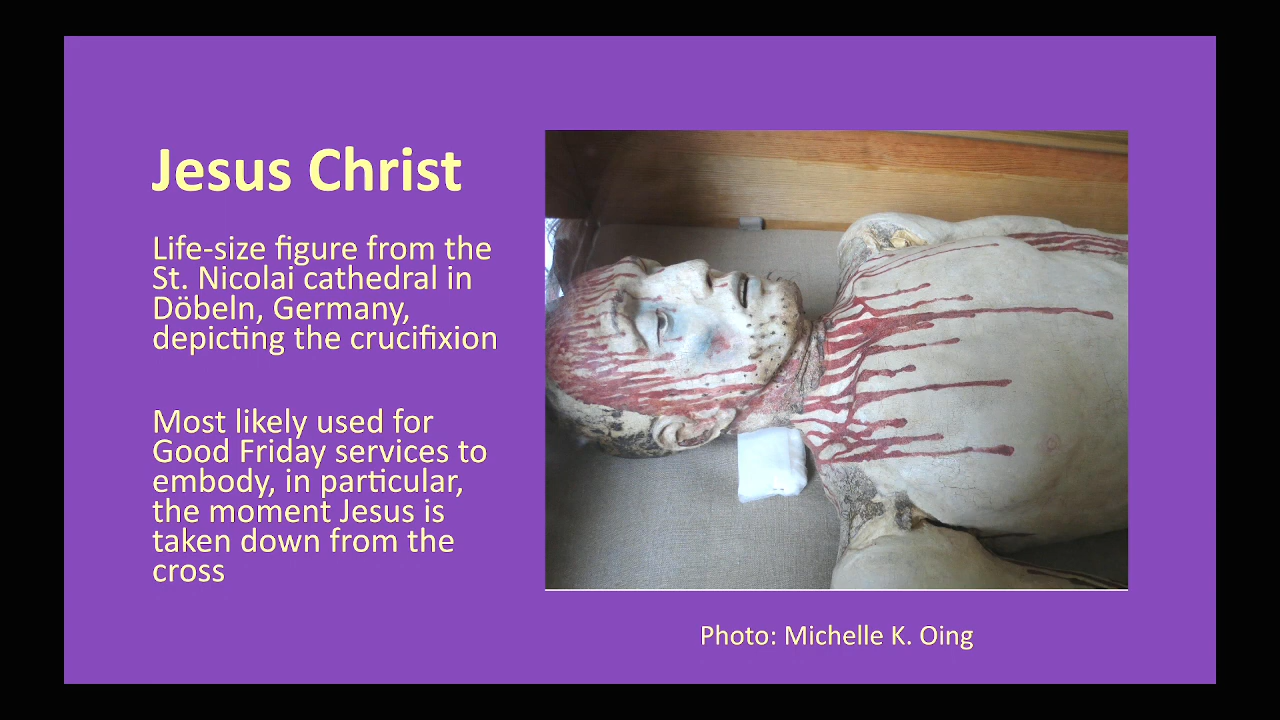 Jesus Christ
Life-size figure from the
St. Nicolai cathedral in
Döbeln, Germany,
depicting the crucifixion
Most likely used for
Good Friday services to
embody, in particular,
the moment Jesus is
taken down from the
cross
Photo: Michelle K. Oing